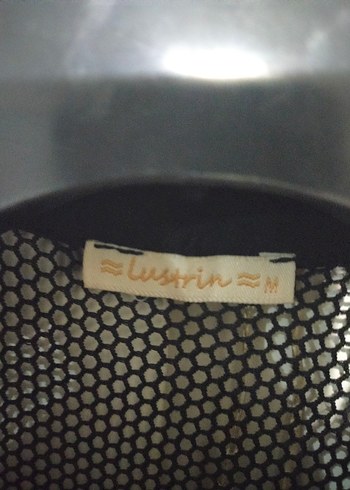 ≈ lustrin ≈ M